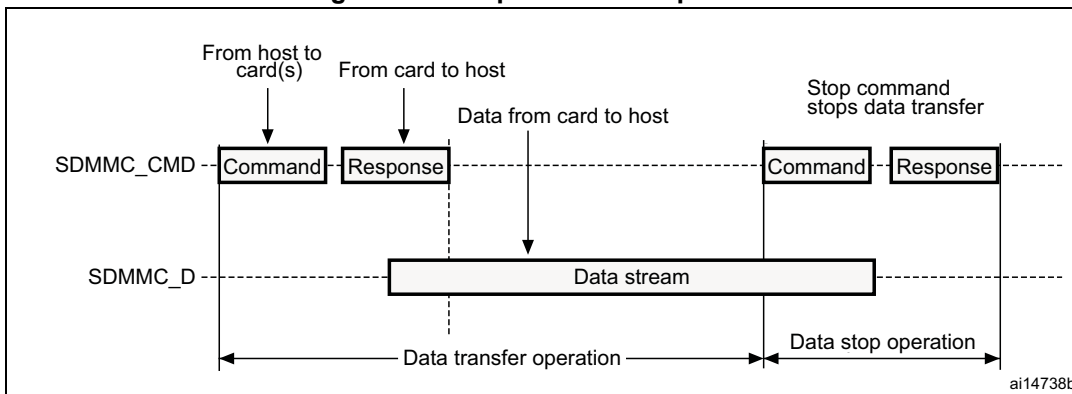 From host to
card(s)
From card to host
Stop command
stops data transfer
Data from card to host
SDMMC_CMD
Command
Response
Command
Response
SDMMC_D
Data stream
Data transfer operation
Data stop operation
ai14738b